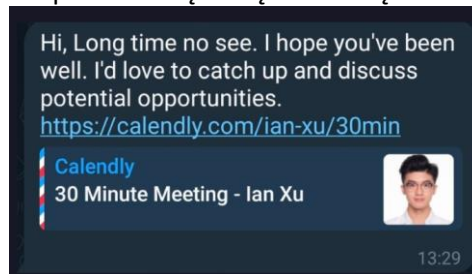 Hi, Long time no see. I hope you've been
well. I'd love to catch up and discuss
potential opportunities.
https://calendly.com/ian-xu/30min
Calendly
30 Minute Meeting - Ian Xu
13:29